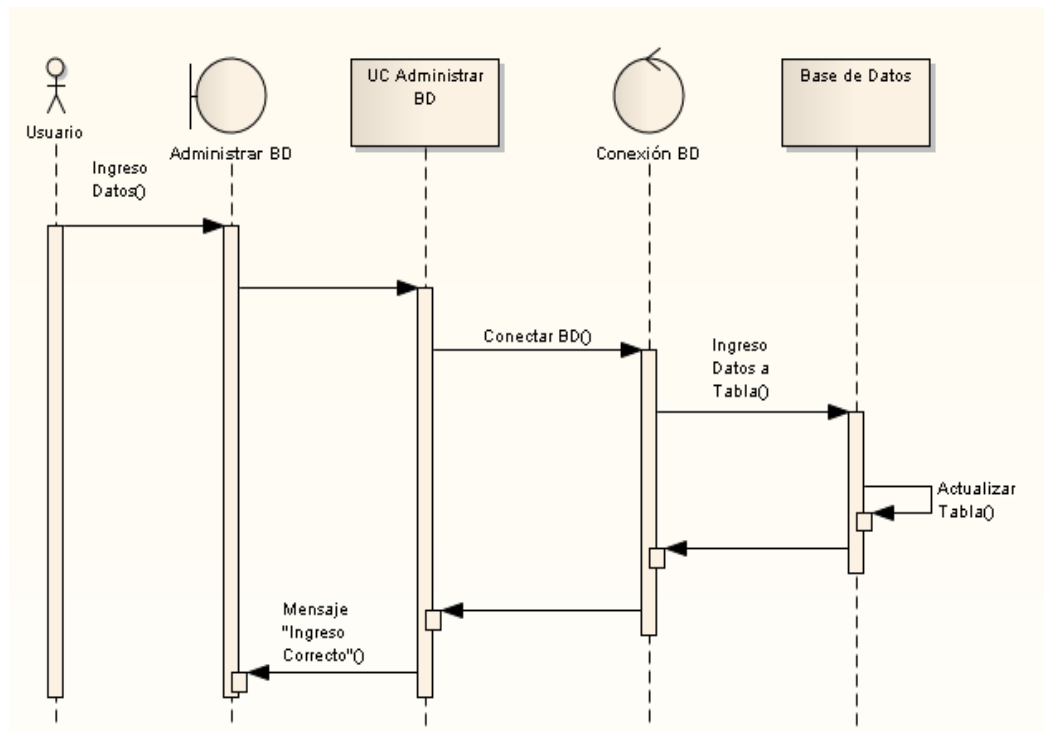 Usuario
Administrar BD
UC Administrar
BD
Conexión BD
Base de Datos
Ingreso
Datos()
Conectar BD()
Ingreso
Datos a
Tabla()
Actualizar
Tabla()
Mensaje
"Ingreso
Correcto"()